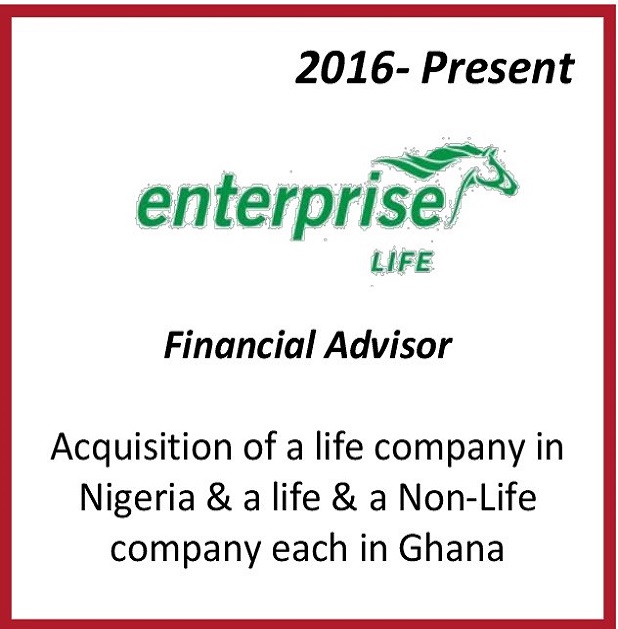 2016- Present
enterprise
LIFE
Financial Advisor
Acquisition of a life company in
Nigeria & a life & a Non-Life
company each in Ghana